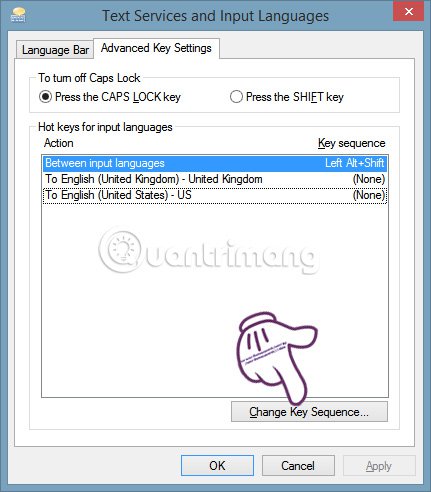 Text Services and Input Languages
Language Bar Advanced Key Settings
To turn off Caps Lock
Press the CAPS LOCK key Press the SHIFT key
Hot keys for input languages
Action Key sequence
Between input languages Left Alt+Shift
To English (United Kingdom) - United Kingdom (None)
To English (United States) - US (None)
Quantrimang
Change Key Sequence...
OK Cancel Apply